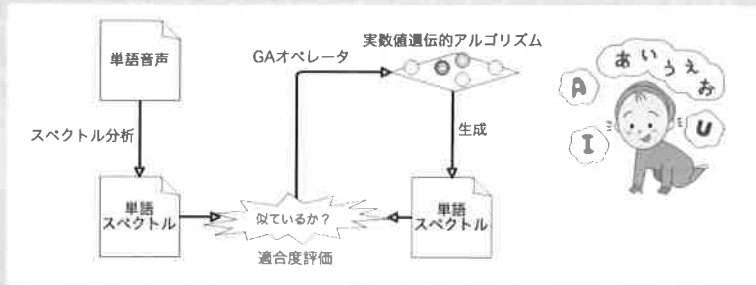 単語音声
スペクトル分析
単語
スペクトル
似ているか？
適合度評価
GAオペレータ
実数値遺伝的アルゴリズム
生成
単語
スペクトル
あいうえお
A
I
U